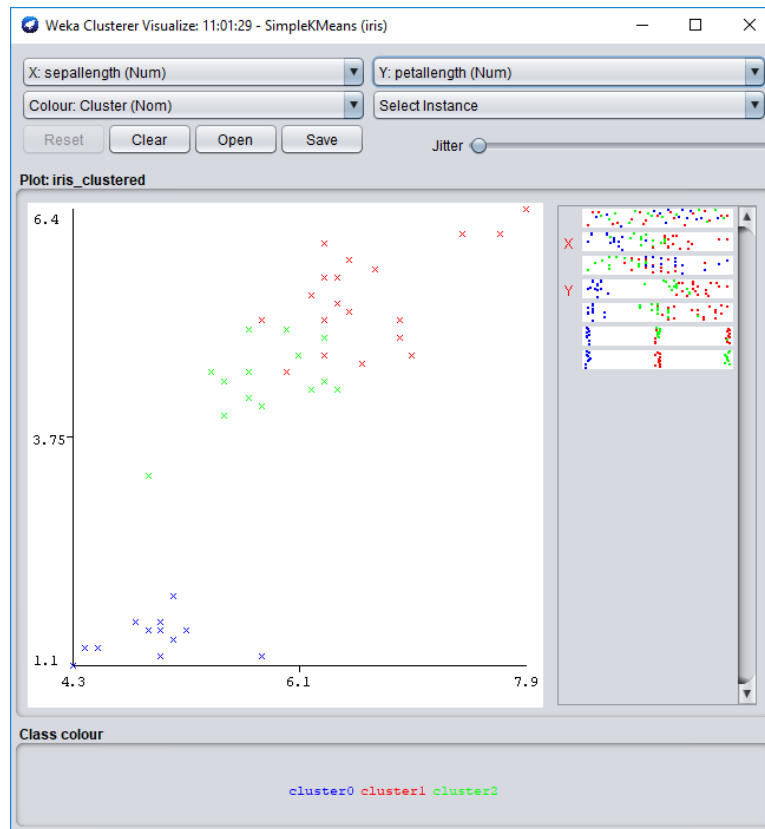 Weka Clusterer Visualize: 11:01:29 - SimpleKMeans (iris)
X: sepallength (Num) Y: petallength (Num)
Colour: Cluster (Nom) Select Instance
Reset Clear Open Save Jitter
Plot: iris_clustered
6.4
X
Y
3.75
1.1
4.3 6.1 7.9
Class colour
cluster0 cluster1 cluster2